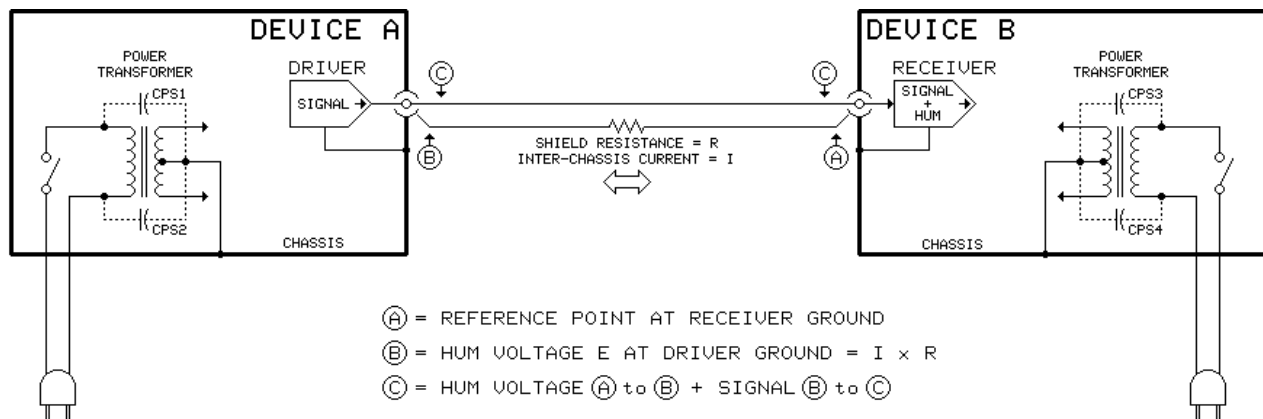 DEVICE A
POWER
TRANSFORMER
CPS1
CPS2
DRIVER
SIGNAL
CHASSIS
C
B
SHIELD RESISTANCE = R
INTER-CHASSIS CURRENT = I
C
A
DEVICE B
RECEIVER
SIGNAL
+
HUM
POWER
TRANSFORMER
CPS3
CPS4
CHASSIS
A = REFERENCE POINT AT RECEIVER GROUND
B = HUM VOLTAGE E AT DRIVER GROUND = I x R
C = HUM VOLTAGE A to B + SIGNAL B to C